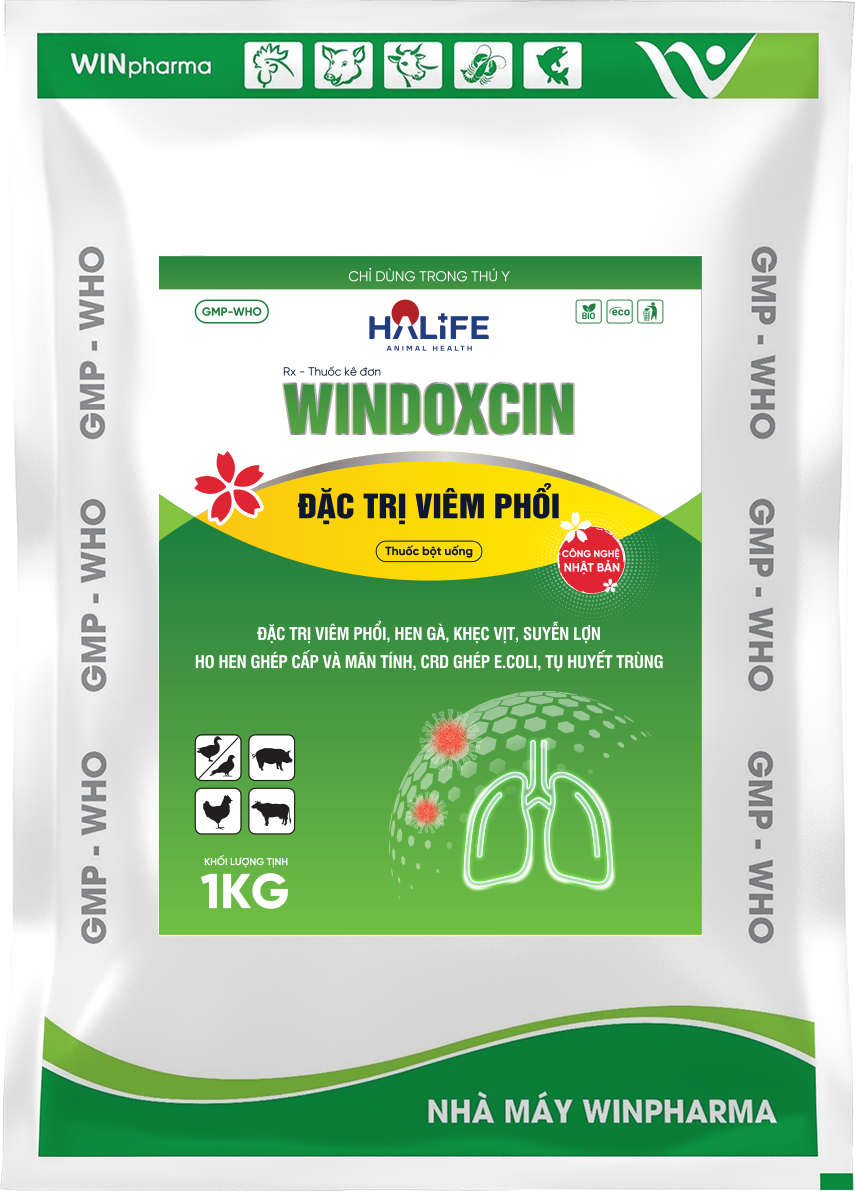 WINpharma
CHỈ DÙNG TRONG THÚ Y
GMP-WHO
HALIFE
ANIMAL HEALTH
BIO
eco
Rx - Thuốc kê đơn
WINDOXCIN
ĐẶC TRỊ VIÊM PHỔI
Thuốc bột uống
CÔNG NGHỆ
NHẬT BẢN
ĐẶC TRỊ VIÊM PHỔI, HEN GÀ, KHẸC VỊT, SUYỄN LỢN
HO HEN GHÉP CẤP VÀ MÃN TÍNH, CRD GHÉP E.COLI, TỤ HUYẾT TRÙNG
KHỐI LƯỢNG TỊNH
1KG
GMP - WHO
GMP - WHO
GMP - WHO
GMP - WHO
GMP - WHO
GMP - WHO
NHÀ MÁY WINPHARMA